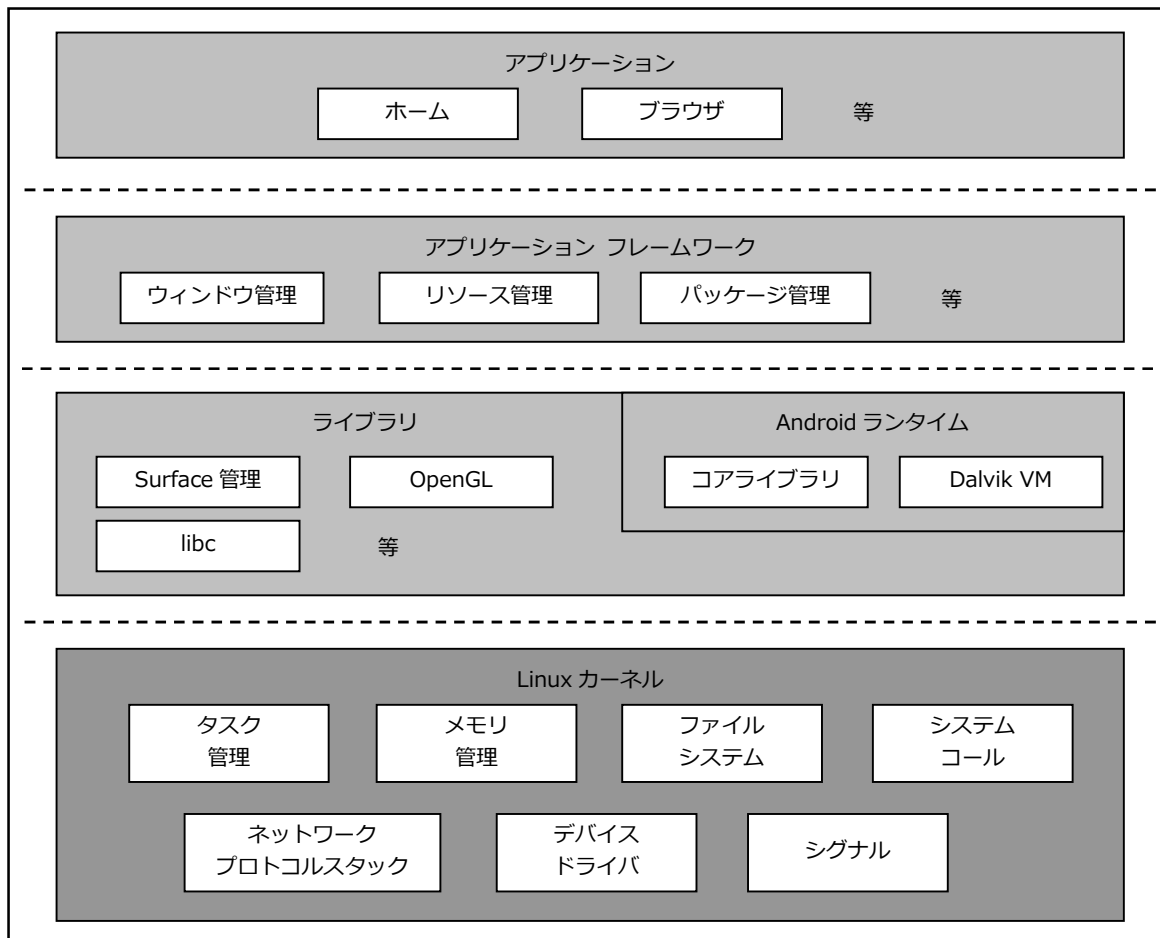 アプリケーション
ホーム
ブラウザ
等
アプリケーション フレームワーク
ウィンドウ管理
リソース管理
パッケージ管理
等
ライブラリ
Surface 管理
OpenGL
libc
等
Android ランタイム
コアライブラリ
Dalvik VM
Linux カーネル
タスク
管理
メモリ
管理
ファイル
システム
システム
コール
ネットワーク
プロトコルスタック
デバイス
ドライバ
シグナル